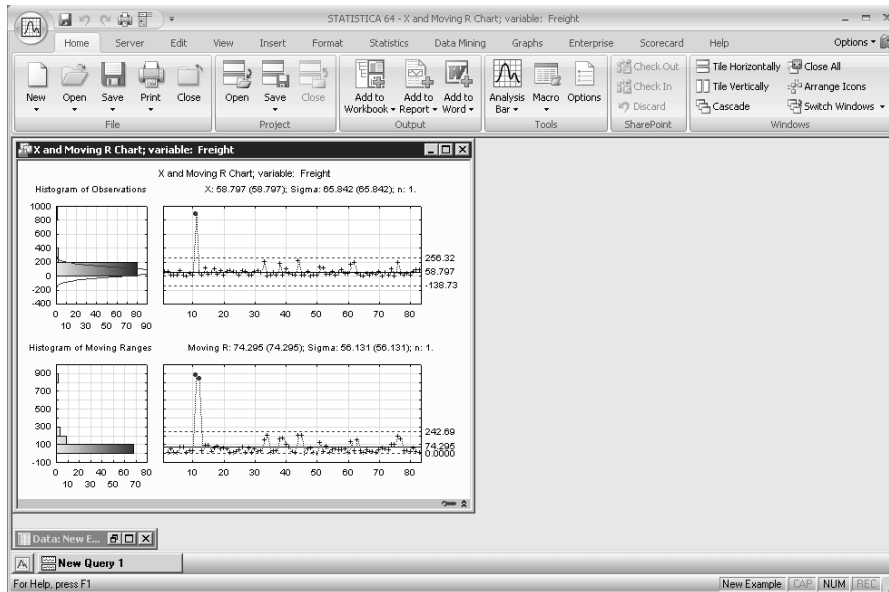 STATISTICA 64 - X and Moving R Chart; variable: Freight
Home Server Edit View Insert Format Statistics Data Mining Graphs Enterprise Scorecard Help Options
New Open Save Print Close
File
Open Save Close
Project
Add to Workbook Add to Report Add to Word
Output
Analysis Bar Macro Options
Tools
Check Out
Check In
Discard
SharePoint
Tile Horizontally Close All
Tile Vertically Arrange Icons
Cascade Switch Windows
Windows
X and Moving R Chart; variable: Freight
X and Moving R Chart; variable: Freight
Histogram of Observations X: 58.797 (58.797); Sigma: 65.842 (65.842); n: 1.
1000
800
600
400
200
0
-200
-400
256.32
58.797
-138.73
0 20 40 60 80
10 30 50 70 90
10 20 30 40 50 60 70 80
Histogram of Moving Ranges Moving R: 74.295 (74.295); Sigma: 56.131 (56.131); n: 1.
900
700
500
300
100
-100
242.69
74.295
0.0000
0 20 40 60 80
10 30 50 70
10 20 30 40 50 60 70 80
Data: New E...
New Query 1
For Help, press F1 New Example CAP NUM REC